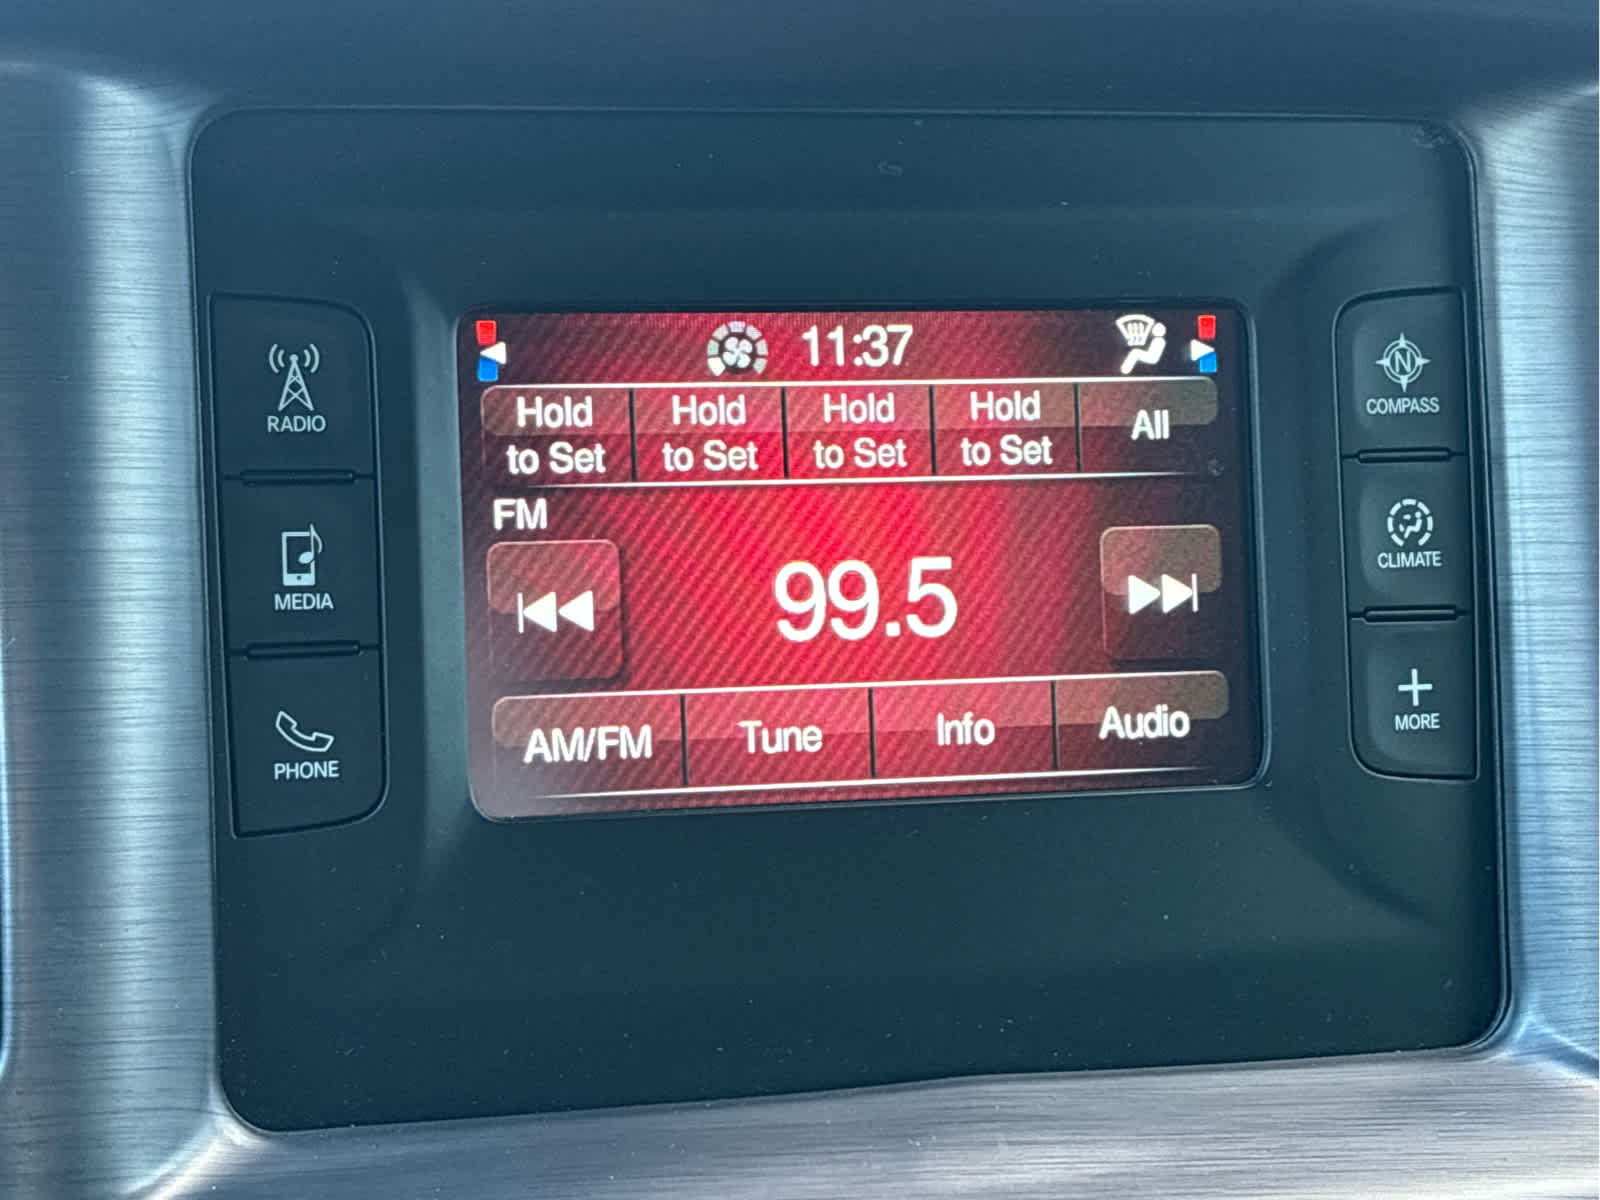 11:37
Hold
to Set
Hold
to Set
Hold
to Set
Hold
to Set
All
FM
99.5
AM/FM
Tune
Info
Audio
RADIO
MEDIA
PHONE
N
COMPASS
CLIMATE
MORE